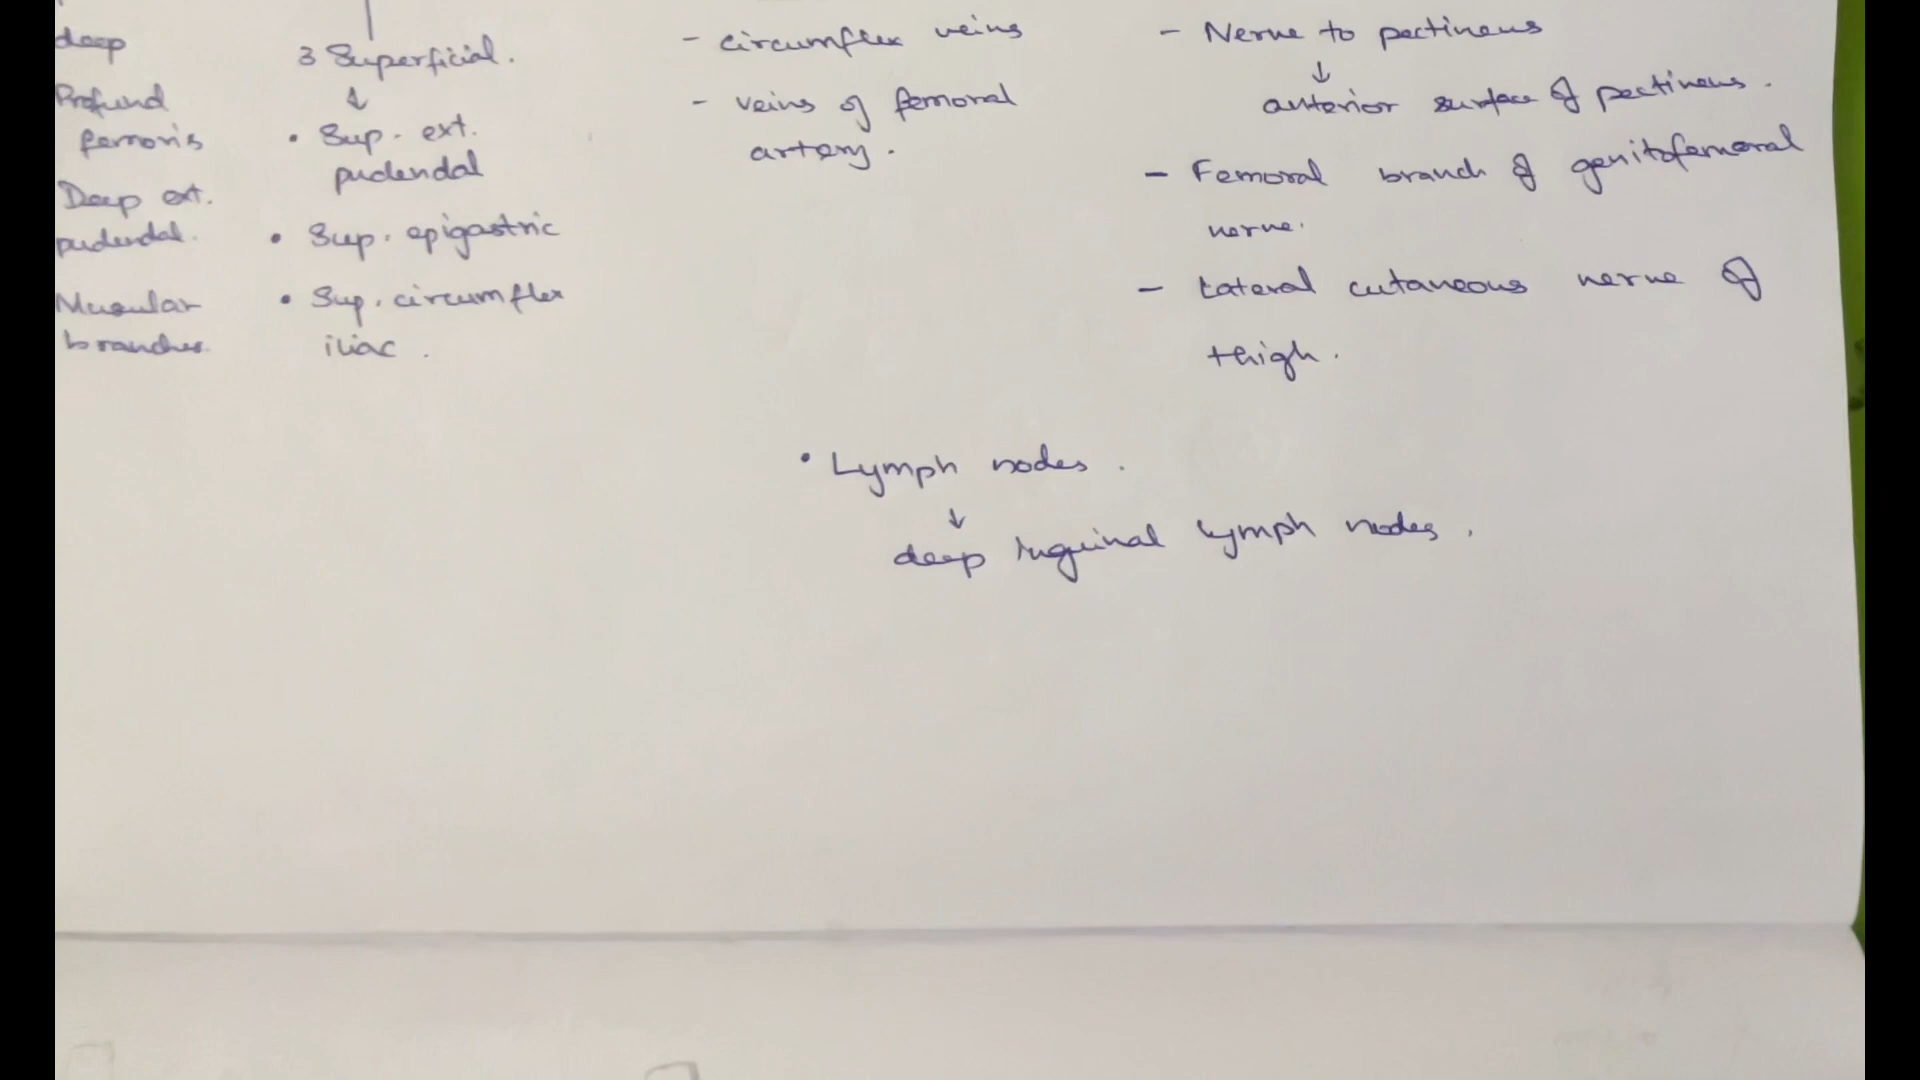 deep
Profund
femoris
Deep ext.
pudendal.
Muscular
branches.
3 Superficial.
↓
• Sup. ext.
pudendal
• Sup. epigastric
• Sup. circumflex
iliac.
- circumflex veins
- veins of femoral
artery.
- Nerve to pectineus
↓
anterior surface of pectineus.
- Femoral branch of genitofemoral
nerve.
- Lateral cutaneous nerve of
thigh.
• Lymph nodes.
↓
deep inguinal lymph nodes.